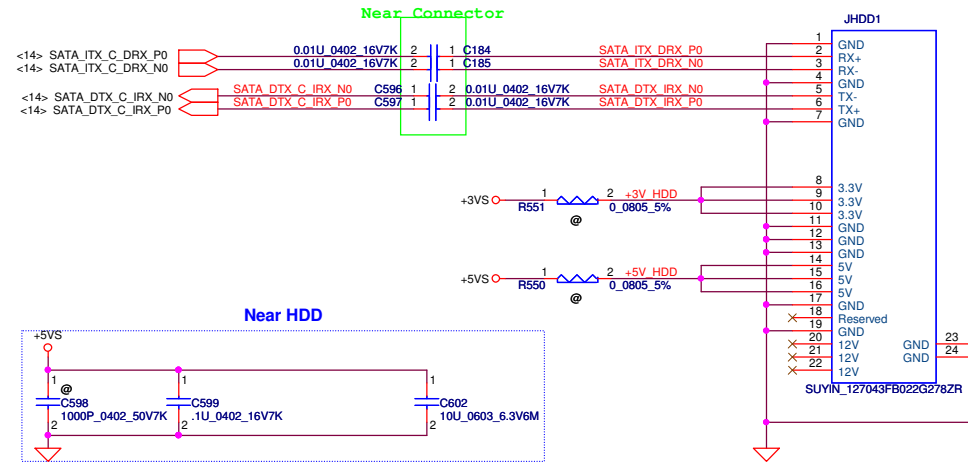 Near Connector
JHDD1
<14> SATA_ITX_C_DRX_P0
0.01U_0402_16V7K 2 1 C184
SATA_ITX_DRX_P0
<14> SATA_ITX_C_DRX_N0
0.01U_0402_16V7K 2 1 C185
SATA_ITX_DRX_N0
<14> SATA_DTX_C_IRX_N0
SATA_DTX_C_IRX_N0 C596 1 2 0.01U_0402_16V7K
SATA_DTX_IRX_N0
<14> SATA_DTX_C_IRX_P0
SATA_DTX_C_IRX_P0 C597 1 2 0.01U_0402_16V7K
SATA_DTX_IRX_P0
1 GND
2 RX+
3 RX-
4 GND
5 TX-
6 TX+
7 GND
8 3.3V
9 3.3V
10 3.3V
11 GND
12 GND
13 GND
14 5V
15 5V
16 5V
17 GND
18 Reserved
19 GND
20 12V
21 12V
22 12V
GND 23
GND 24
SUYIN_127043FB022G278ZR
+3VS 1 2 +3V_HDD
R551 0_0805_5%
@
+5VS 1 2 +5V_HDD
R550 0_0805_5%
@
Near HDD
+5VS
1 @
C598
1000P_0402_50V7K
2
1
C599
.1U_0402_16V7K
2
1
C602
10U_0603_6.3V6M
2